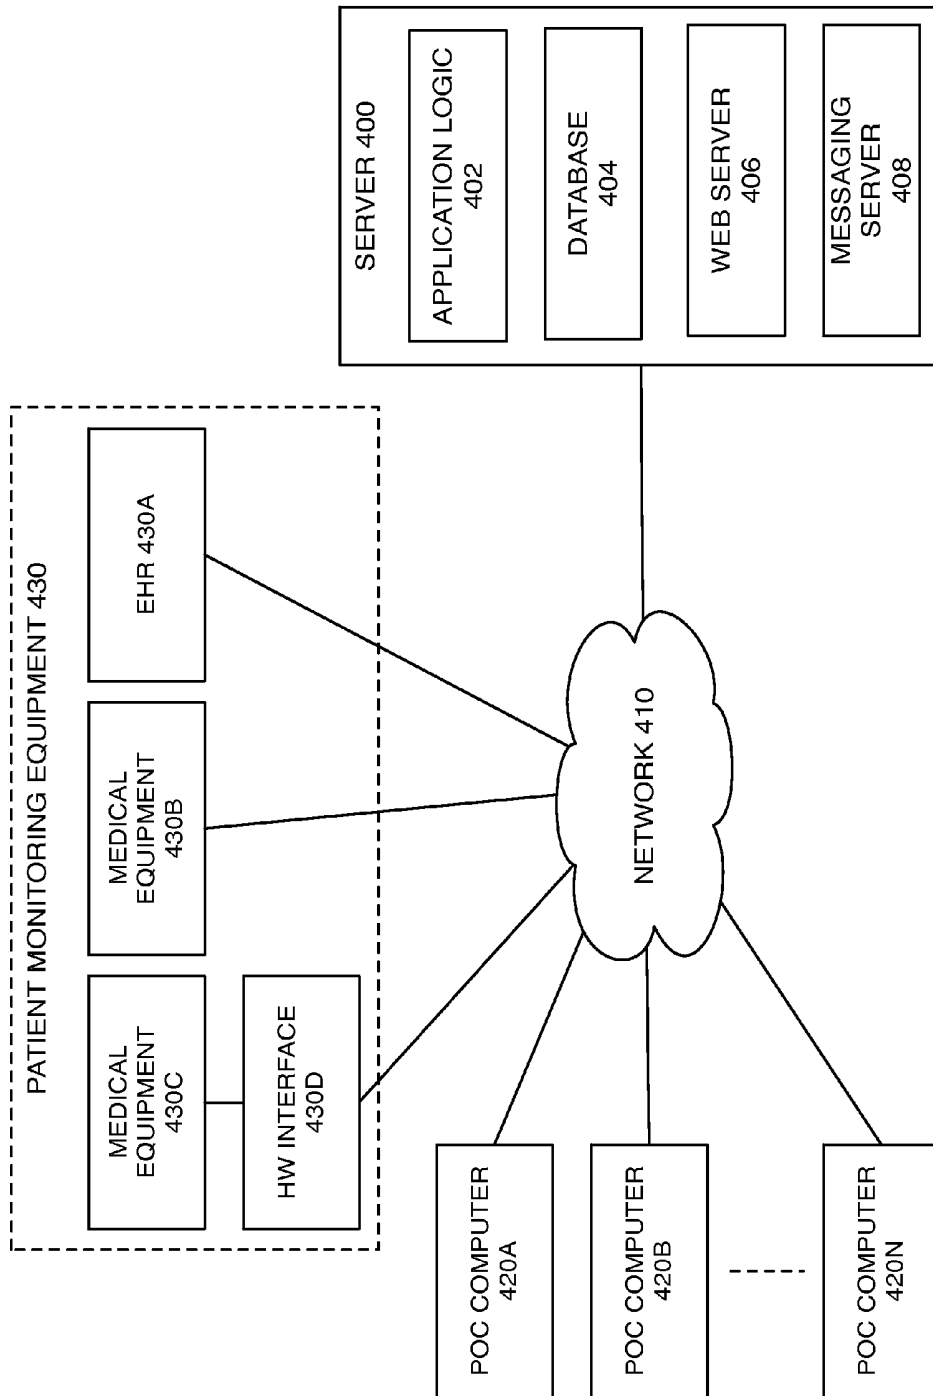 PATIENT MONITORING EQUIPMENT 430
MEDICAL
EQUIPMENT
430C
HW INTERFACE
430D
MEDICAL
EQUIPMENT
430B
EHR 430A
POC COMPUTER
420A
POC COMPUTER
420B
POC COMPUTER
420N
NETWORK 410
SERVER 400
APPLICATION LOGIC
402
DATABASE
404
WEB SERVER
406
MESSAGING
SERVER
408